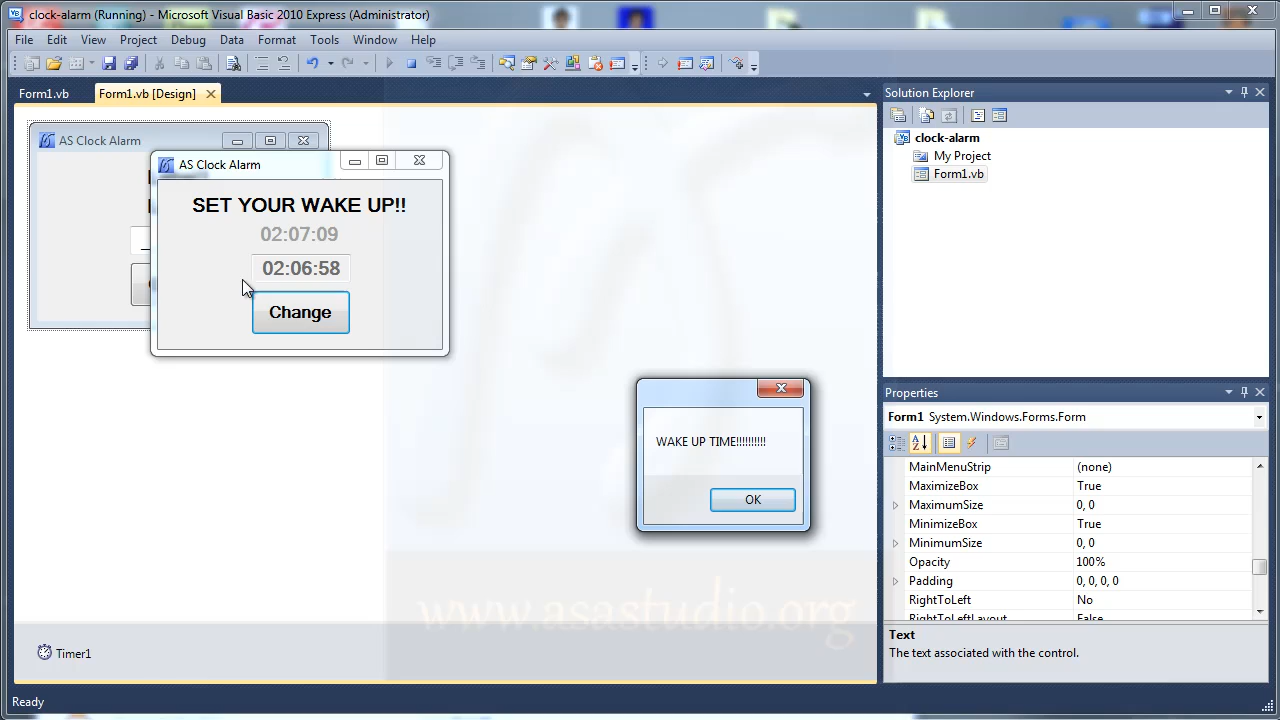 clock-alarm (Running) - Microsoft Visual Basic 2010 Express (Administrator)
File Edit View Project Debug Data Format Tools Window Help
Form1.vb Form1.vb [Design]
AS Clock Alarm
AS Clock Alarm
SET YOUR WAKE UP!!
02:07:09
02:06:58
Change
WAKE UP TIME!!!!!!!!!!
OK
www.asastudio.org
Timer1
Solution Explorer
clock-alarm
My Project
Form1.vb
Properties
Form1 System.Windows.Forms.Form
MainMenuStrip (none)
MaximizeBox True
MaximumSize 0, 0
MinimizeBox True
MinimumSize 0, 0
Opacity 100%
Padding 0, 0, 0, 0
RightToLeft No
RightToLeftLayout False
Text
The text associated with the control.
Ready